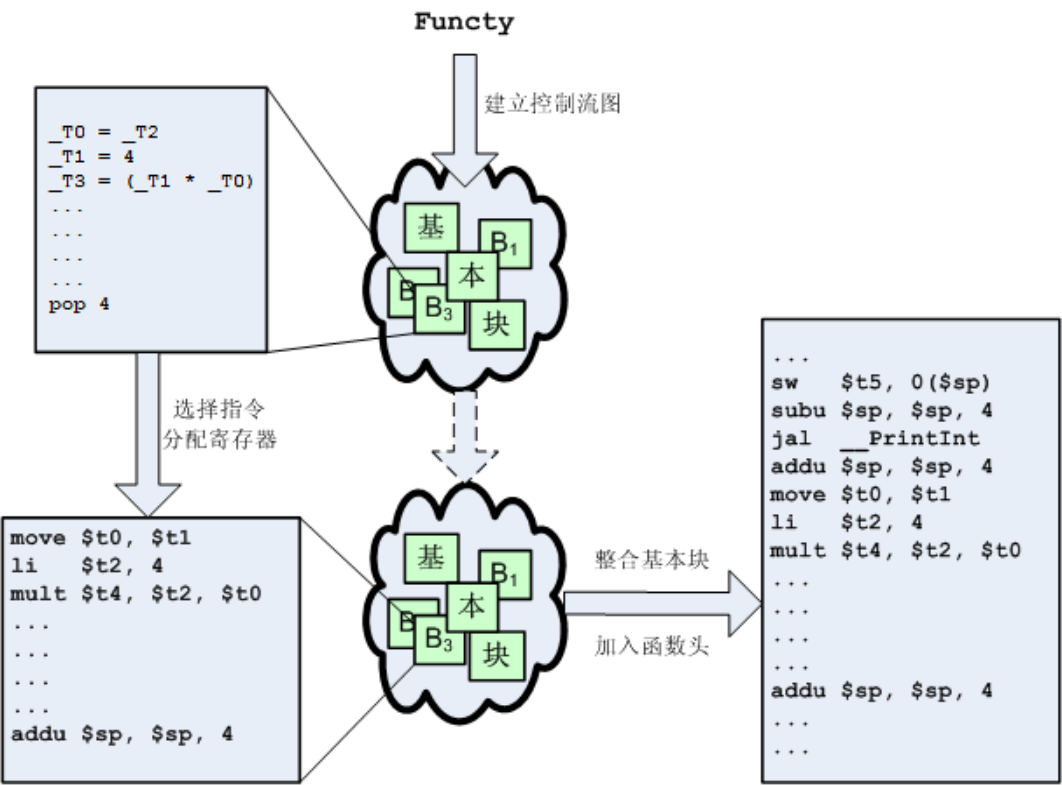 Functy
建立控制流图
_T0 = _T2
_T1 = 4
_T3 = (_T1 * _T0)
...
...
...
...
pop 4
基
B1
本
B
B3
块
选择指令
分配寄存器
move $t0, $t1
li $t2, 4
mult $t4, $t2, $t0
...
...
...
...
addu $sp, $sp, 4
基
B1
本
B
B3
块
整合基本块
加入函数头
...
sw $t5, 0($sp)
subu $sp, $sp, 4
jal __PrintInt
addu $sp, $sp, 4
move $t0, $t1
li $t2, 4
mult $t4, $t2, $t0
...
...
...
...
addu $sp, $sp, 4
...
...